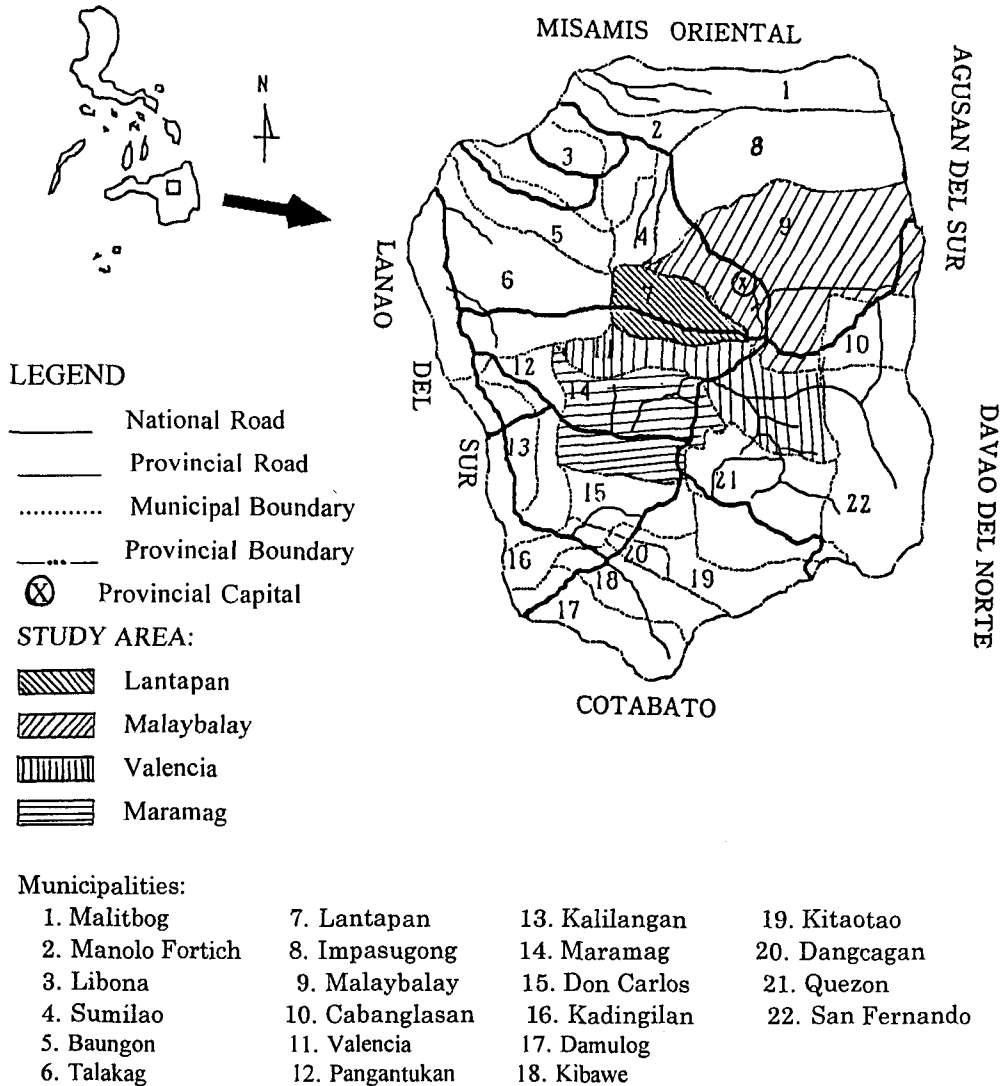 MISAMIS ORIENTAL
AGUSAN DEL SUR
N
1
2
3
8
4
5
9
6
7
X
LANAO DEL SUR
10
11
12
14
13
DAVAO DEL NORTE
21
15
22
20
16
19
18
17
COTABATO
LEGEND
National Road
Provincial Road
Municipal Boundary
Provincial Boundary
X Provincial Capital
STUDY AREA:
Lantapan
Malaybalay
Valencia
Maramag
Municipalities:
1. Malitbog
2. Manolo Fortich
3. Libona
4. Sumilao
5. Baungon
6. Talakag
7. Lantapan
8. Impasugong
9. Malaybalay
10. Cabanglasan
11. Valencia
12. Pangantukan
13. Kalilangan
14. Maramag
15. Don Carlos
16. Kadingilan
17. Damulog
18. Kibawe
19. Kitaotao
20. Dangcagan
21. Quezon
22. San Fernando